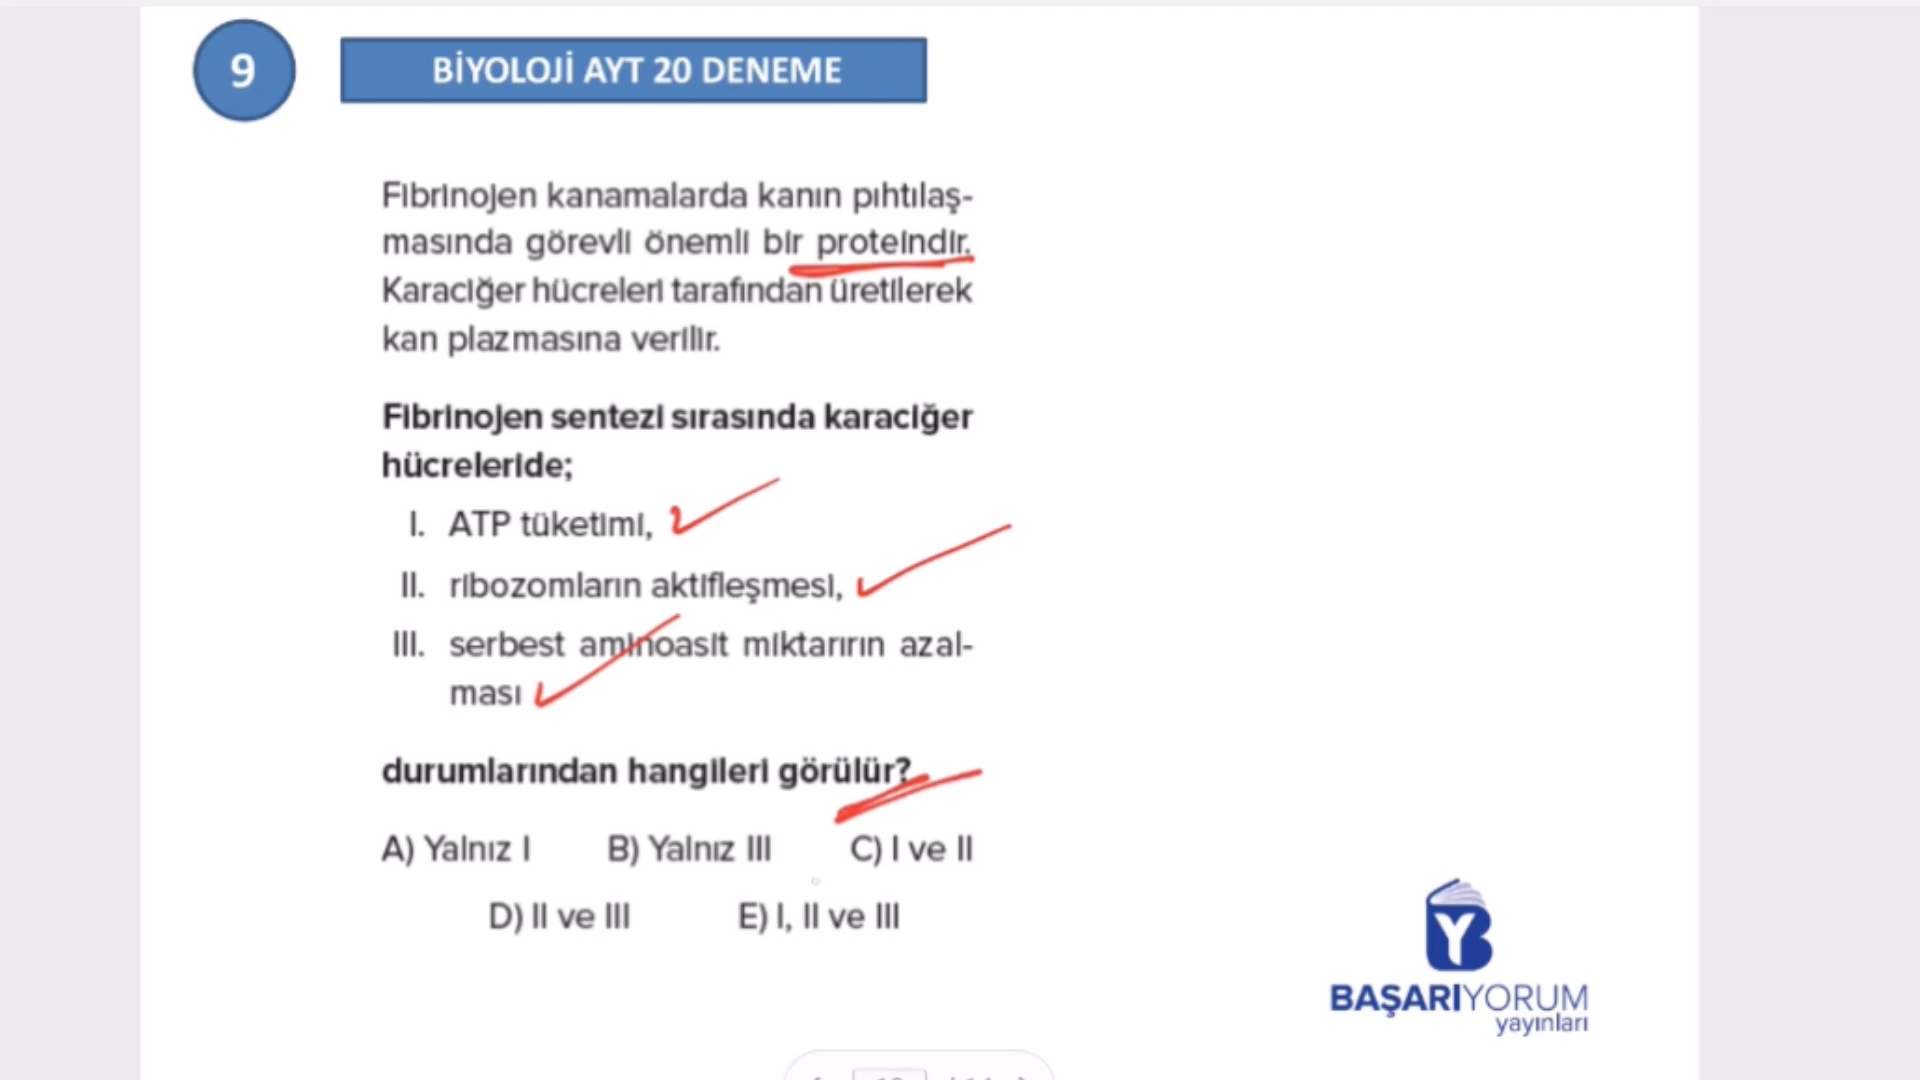 9
BİYOLOJİ AYT 20 DENEME
Fibrinojen kanamalarda kanın pıhtılaş-
masında görevli önemli bir proteindir.
Karaciğer hücreleri tarafından üretilerek
kan plazmasına verilir.
Fibrinojen sentezi sırasında karaciğer
hücreleride;
I. ATP tüketimi,
II. ribozomların aktifleşmesi,
III. serbest aminoasit miktarırın azal-
ması
durumlarından hangileri görülür?
A) Yalnız I B) Yalnız III C) I ve II
D) II ve III E) I, II ve III
BAŞARIYORUM
yayınları